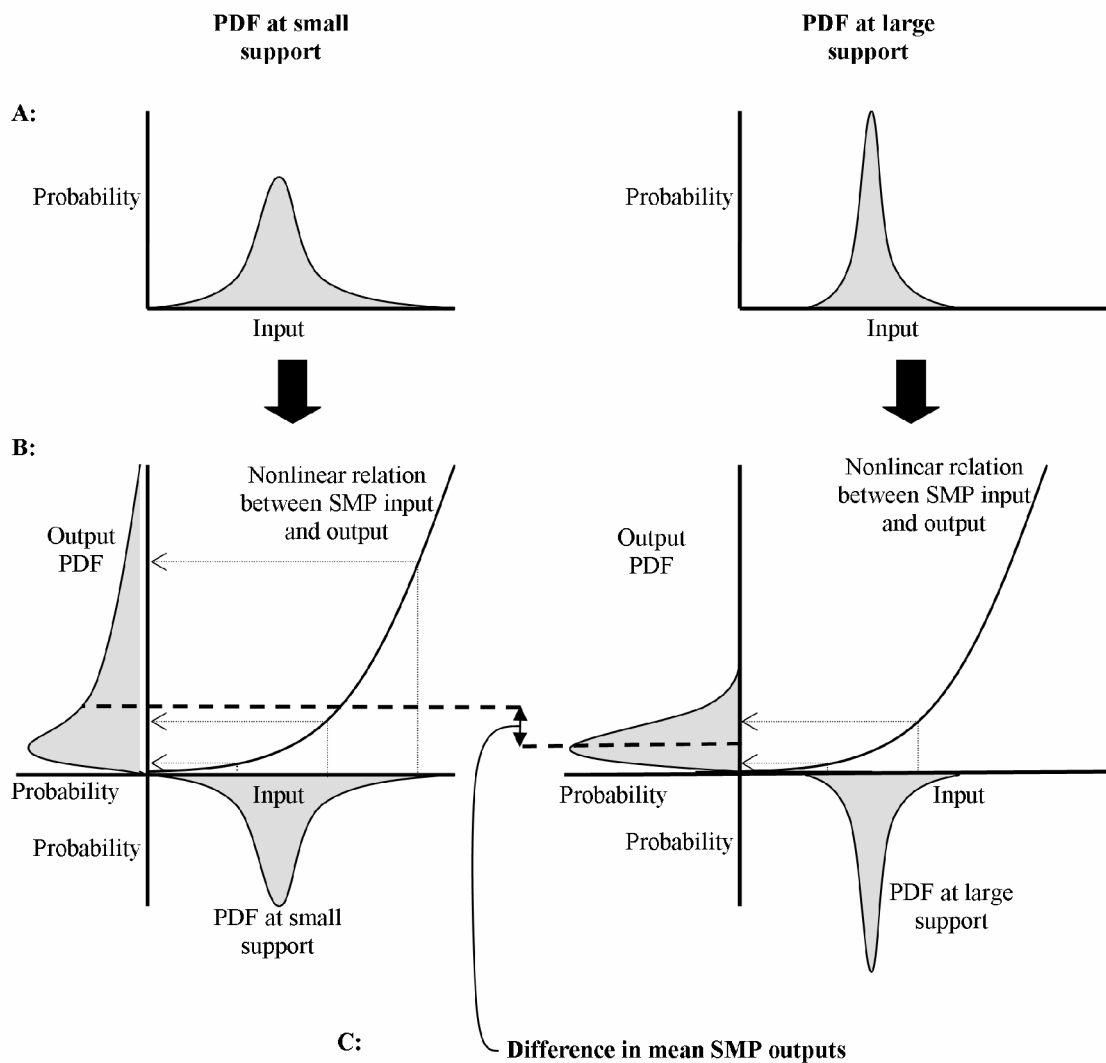 PDF at small
support
PDF at large
support
A:
Probability
Input
Probability
Input
B:
Nonlinear relation
between SMP input
and output
Output
PDF
Probability
Input
Probability
PDF at small
support
Nonlinear relation
between SMP input
and output
Output
PDF
Probability
Input
Probability
PDF at large
support
C:
Difference in mean SMP outputs